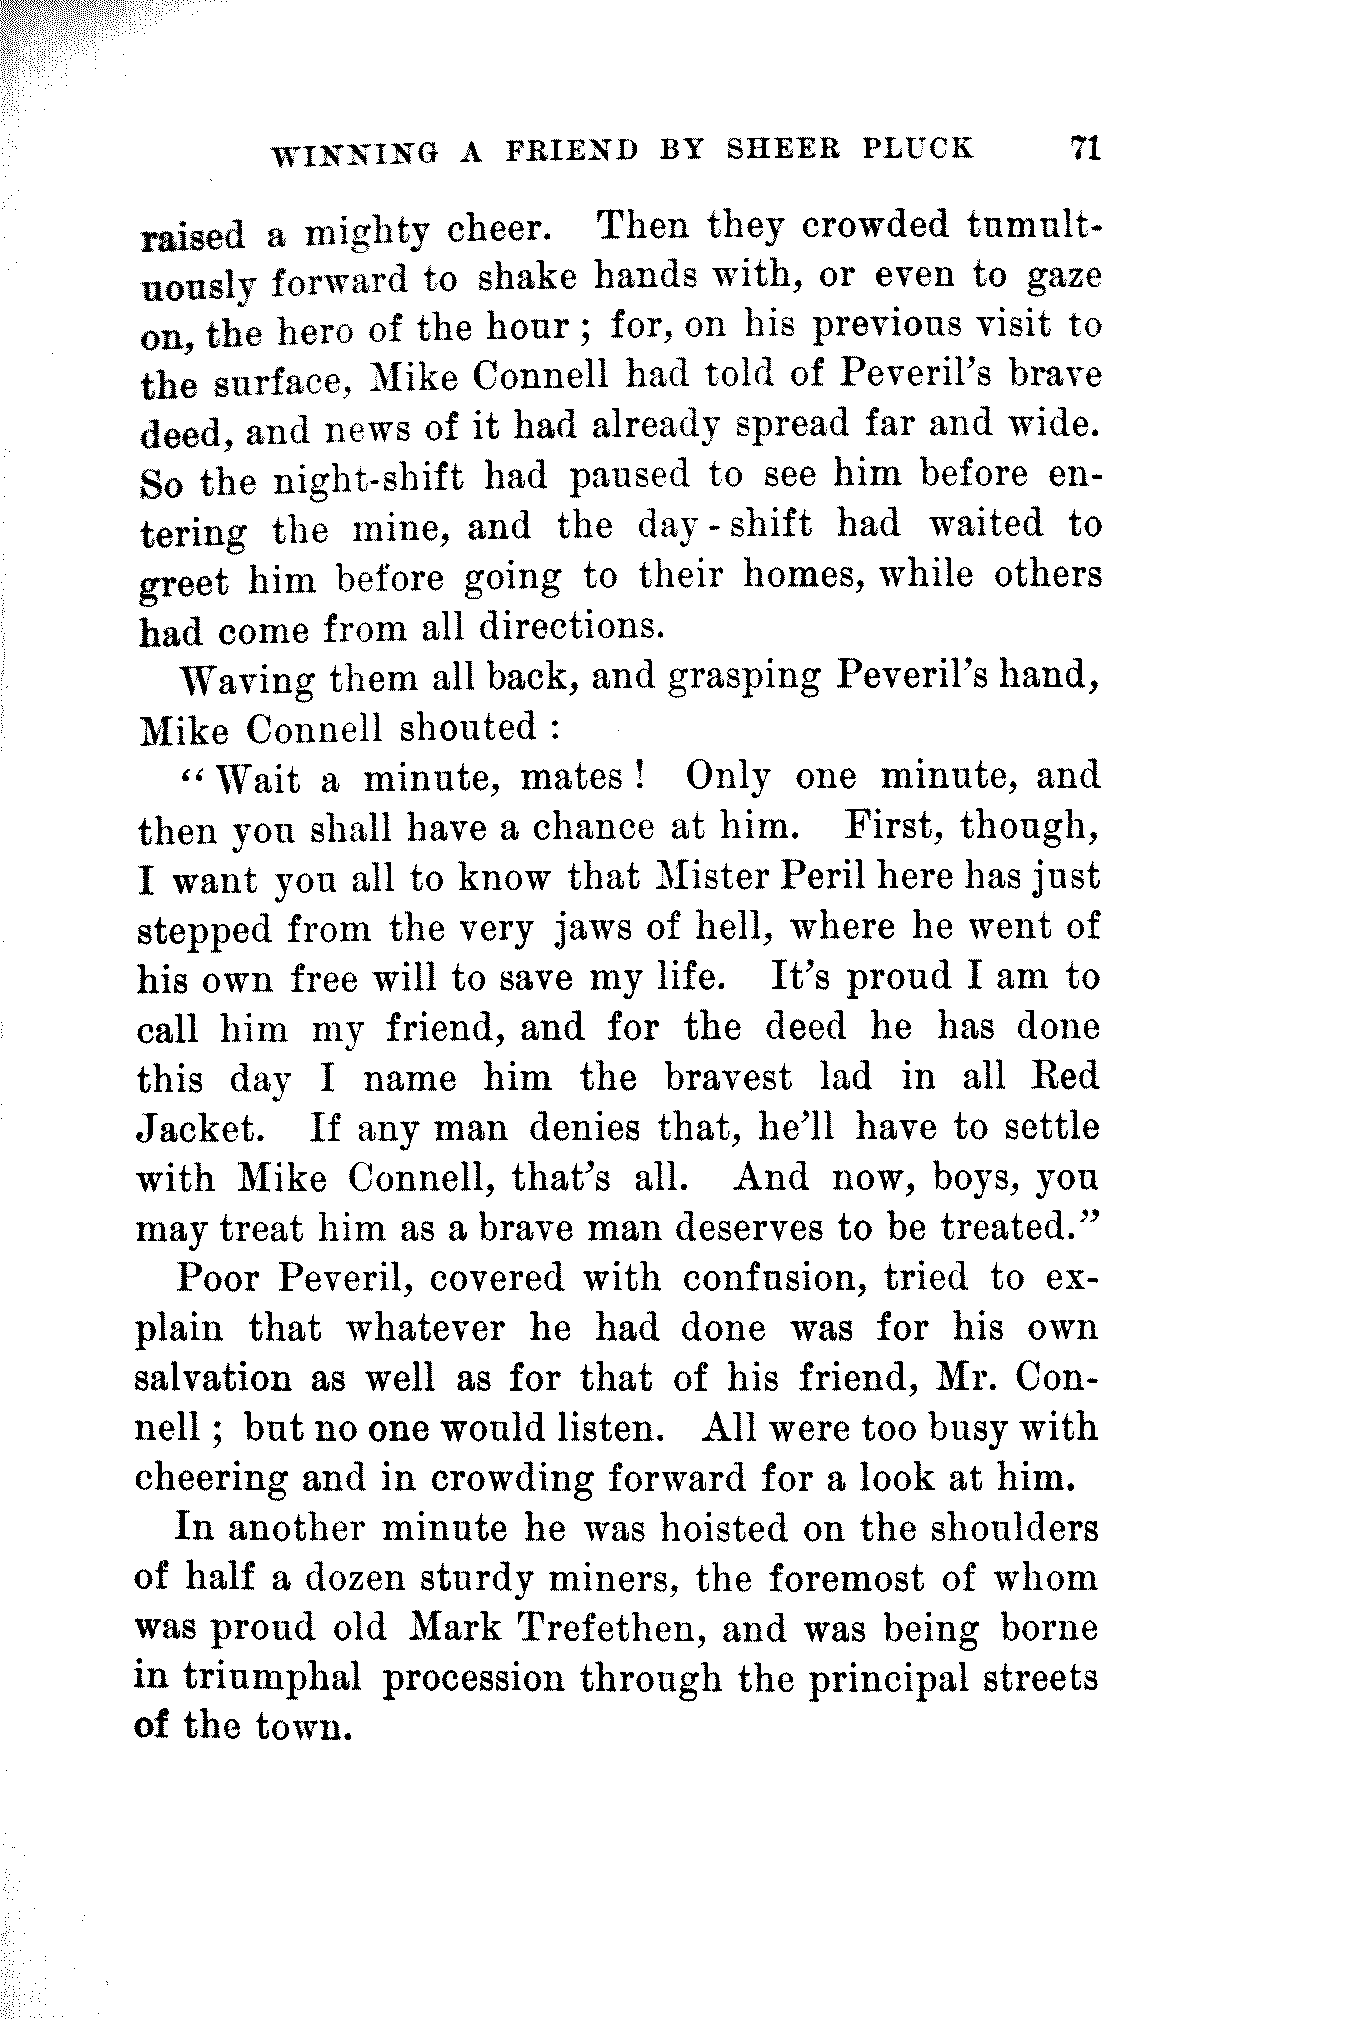 WINNING A FRIEND BY SHEER PLUCK 71
raised a mighty cheer. Then they crowded tumult-
uously forward to shake hands with, or even to gaze
on, the hero of the hour ; for, on his previous visit to
the surface, Mike Connell had told of Peveril's brave
deed, and news of it had already spread far and wide.
So the night-shift had paused to see him before en-
tering the mine, and the day - shift had waited to
greet him before going to their homes, while others
had come from all directions.
Waving them all back, and grasping Peveril's hand,
Mike Connell shouted :
" Wait a minute, mates ! Only one minute, and
then you shall have a chance at him. First, though,
I want you all to know that Mister Peril here has just
stepped from the very jaws of hell, where he went of
his own free will to save my life. It's proud I am to
call him my friend, and for the deed he has done
this day I name him the bravest lad in all Red
Jacket. If any man denies that, he'll have to settle
with Mike Connell, that's all. And now, boys, you
may treat him as a brave man deserves to be treated."
Poor Peveril, covered with confusion, tried to ex-
plain that whatever he had done was for his own
salvation as well as for that of his friend, Mr. Con-
nell ; but no one would listen. All were too busy with
cheering and in crowding forward for a look at him.
In another minute he was hoisted on the shoulders
of half a dozen sturdy miners, the foremost of whom
was proud old Mark Trefethen, and was being borne
in triumphal procession through the principal streets
of the town.